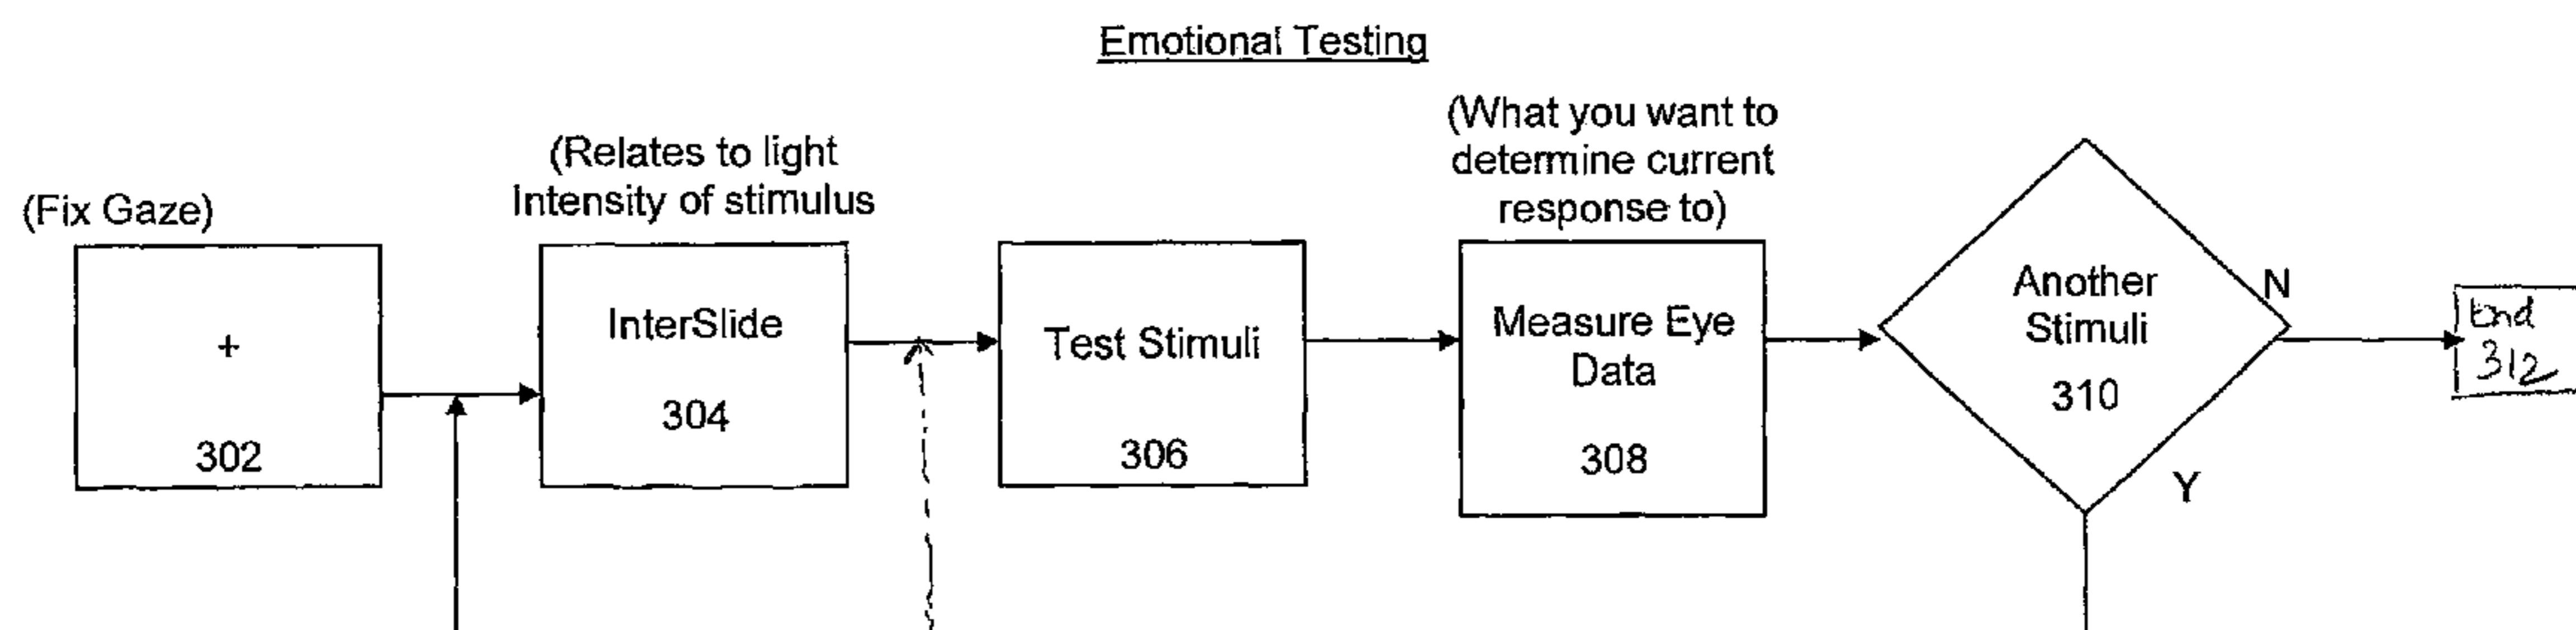 Emotional Testing
(Fix Gaze)
+
302
(Relates to light
Intensity of stimulus
InterSlide
304
Test Stimuli
306
(What you want to
determine current
response to)
Measure Eye
Data
308
Another
Stimuli
310
N
Y
End
312